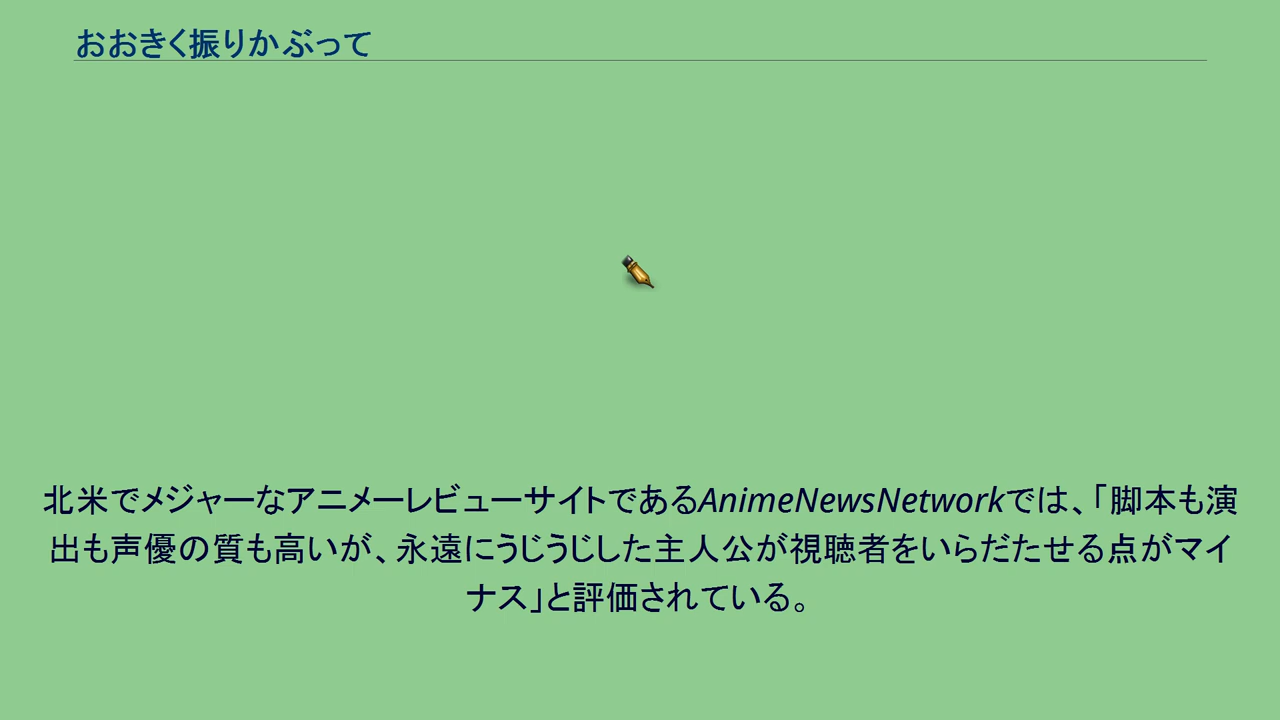 おおきく振りかぶって
北米でメジャーなアニメーレビューサイトであるAnimeNewsNetworkでは、「脚本も演
出も声優の質も高いが、永遠にうじうじした主人公が視聴者をいらだたせる点がマイ
ナス」と評価されている。